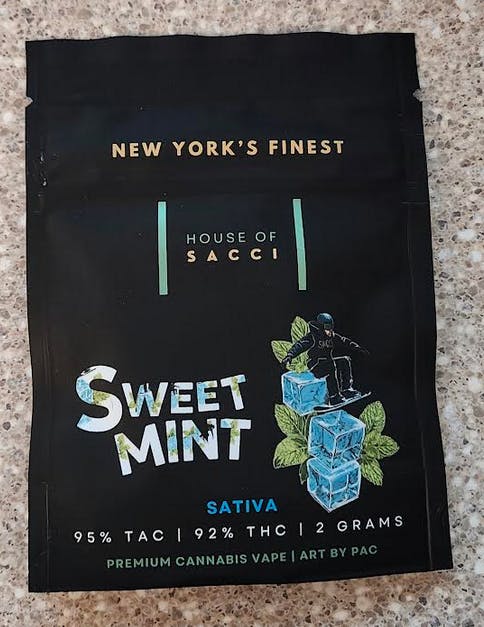 NEW YORK'S FINEST
HOUSE OF
SACCI
SWEET
MINT
SATIVA
95% TAC | 92% THC | 2 GRAMS
PREMIUM CANNABIS VAPE | ART BY PAC